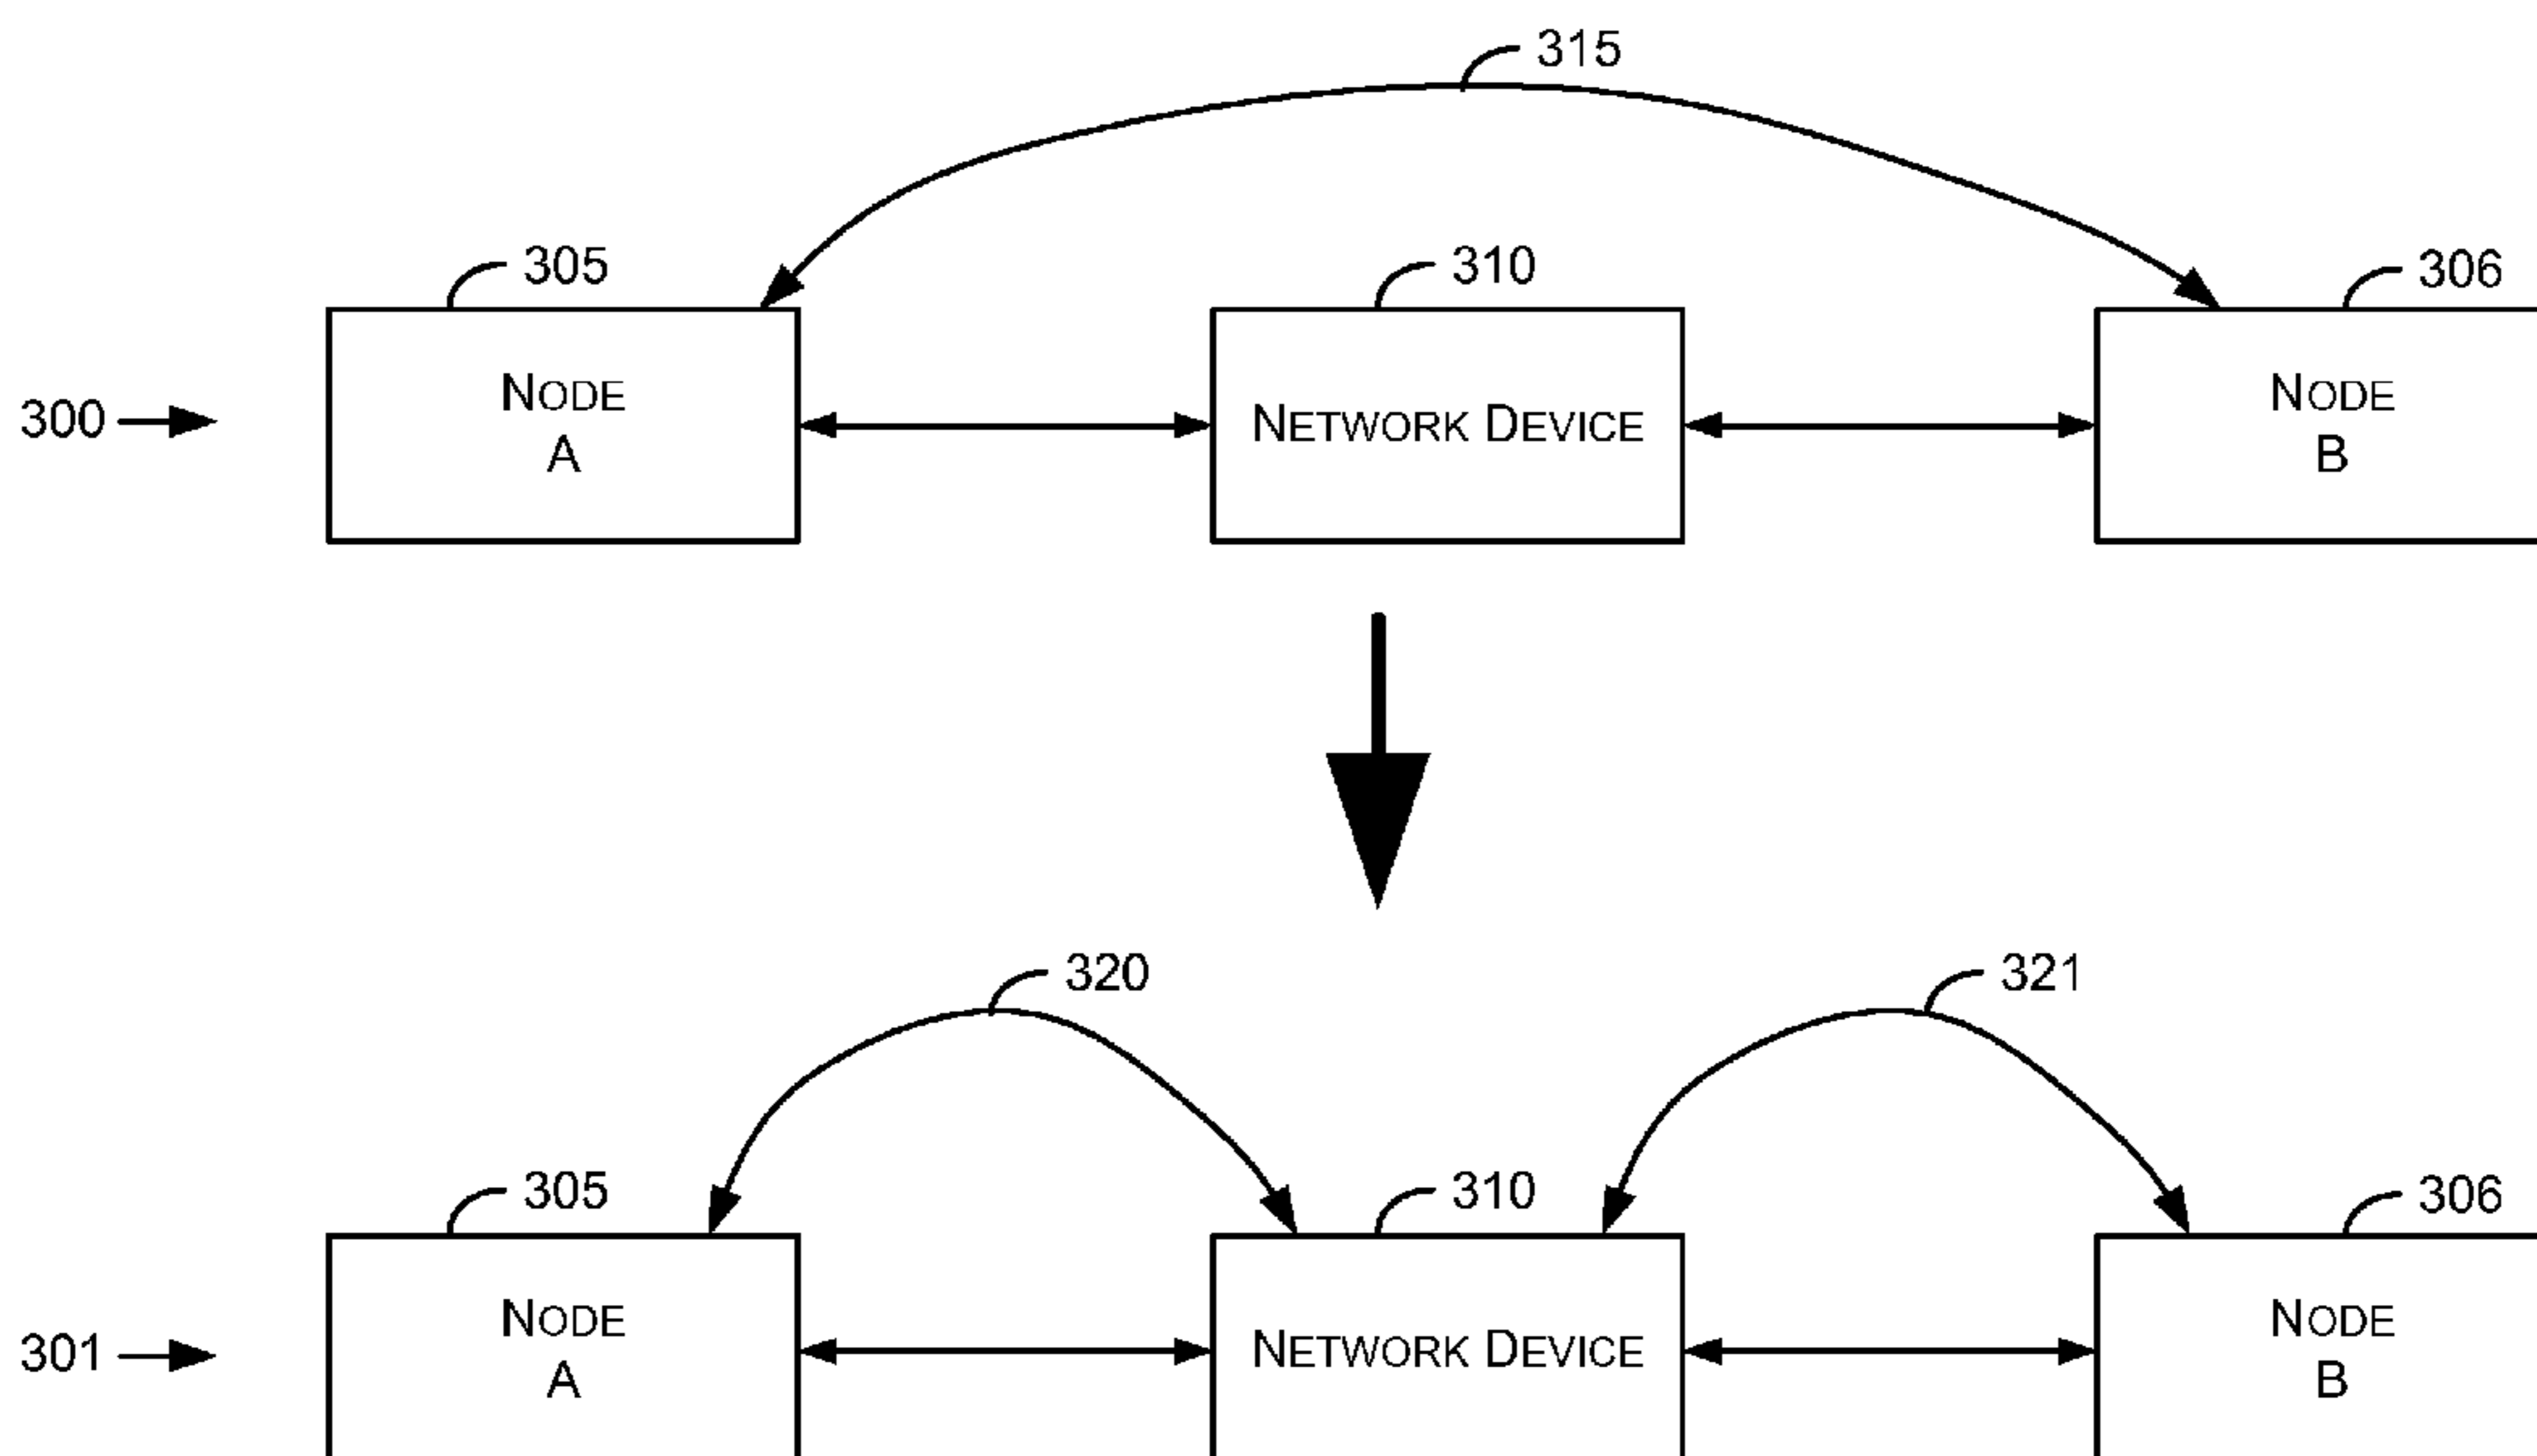 315
305
310
306
300
NODE
A
NETWORK DEVICE
NODE
B
320
321
305
310
306
301
NODE
A
NETWORK DEVICE
NODE
B